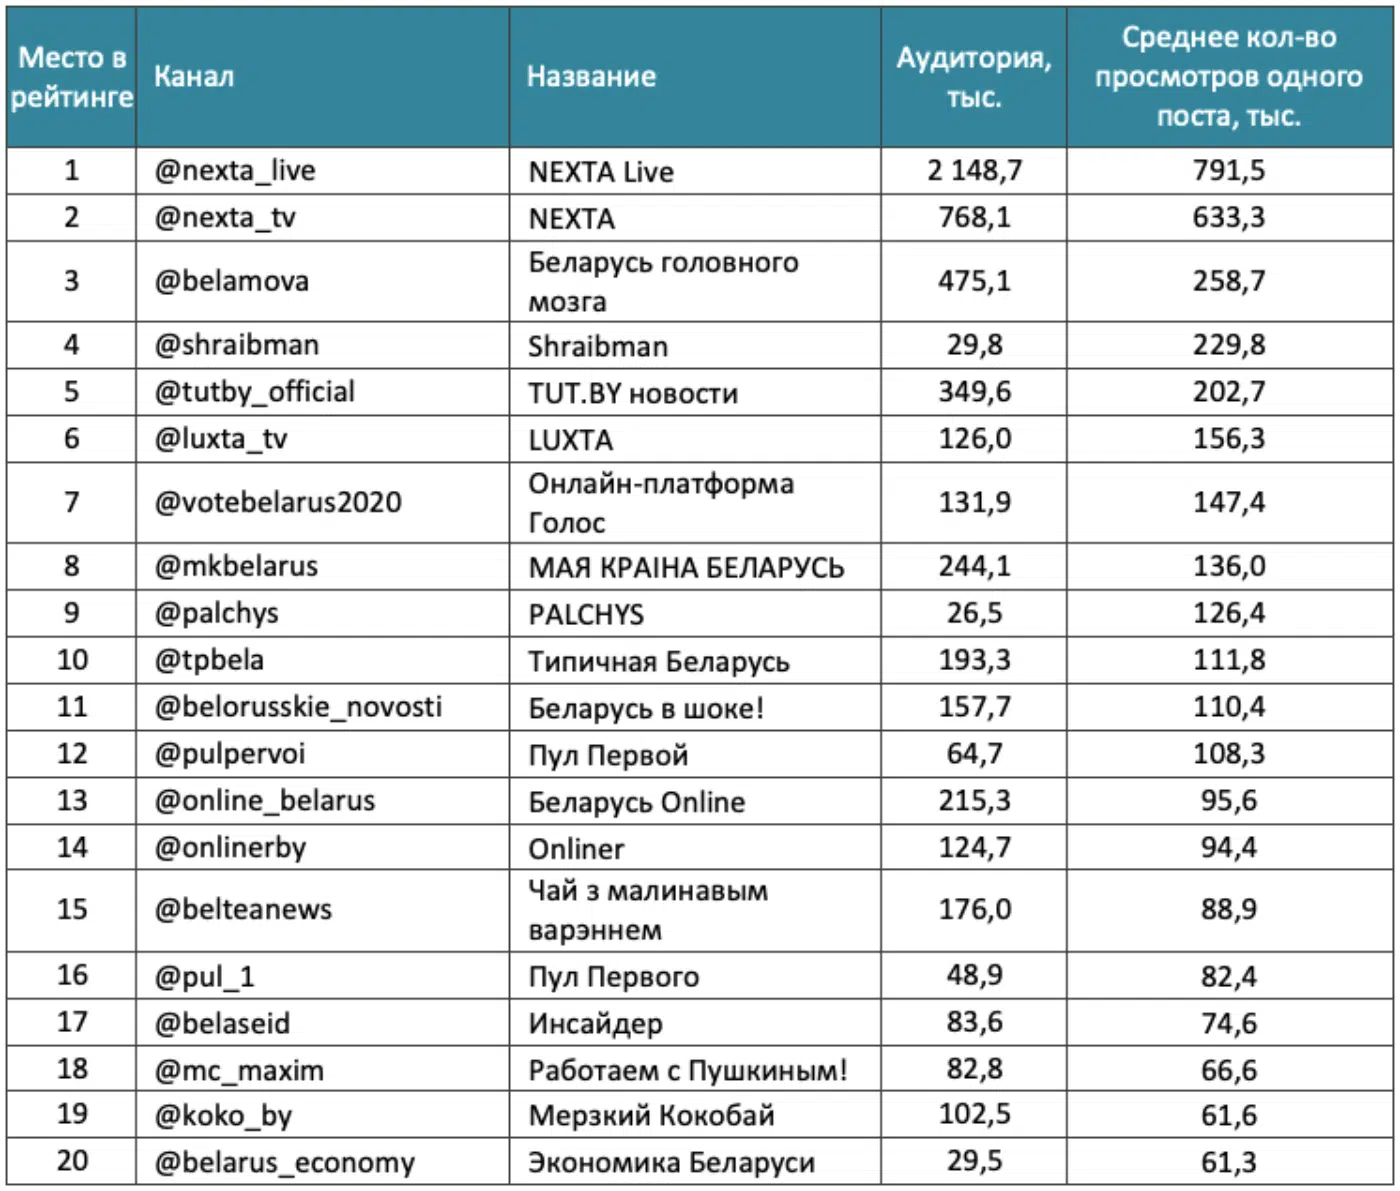 Место в рейтинге Канал Название Аудитория, тыс. Среднее кол-во просмотров одного поста, тыс.
1 @nexta_live NEXTA Live 2 148,7 791,5
2 @nexta_tv NEXTA 768,1 633,3
3 @belamova Беларусь головного мозга 475,1 258,7
4 @shraibman Shraibman 29,8 229,8
5 @tutby_official TUT.BY новости 349,6 202,7
6 @luxta_tv LUXTA 126,0 156,3
7 @votebelarus2020 Онлайн-платформа Голос 131,9 147,4
8 @mkbelarus МАЯ КРАІНА БЕЛАРУСЬ 244,1 136,0
9 @palchys PALCHYS 26,5 126,4
10 @tpbela Типичная Беларусь 193,3 111,8
11 @belorusskie_novosti Беларусь в шоке! 157,7 110,4
12 @pulpervoi Пул Первой 64,7 108,3
13 @online_belarus Беларусь Online 215,3 95,6
14 @onlinerby Onliner 124,7 94,4
15 @belteanews Чай з малинавым варэннем 176,0 88,9
16 @pul_1 Пул Первого 48,9 82,4
17 @belaseid Инсайдер 83,6 74,6
18 @mc_maxim Работаем с Пушкиным! 82,8 66,6
19 @koko_by Мерзкий Кокобай 102,5 61,6
20 @belarus_economy Экономика Беларуси 29,5 61,3